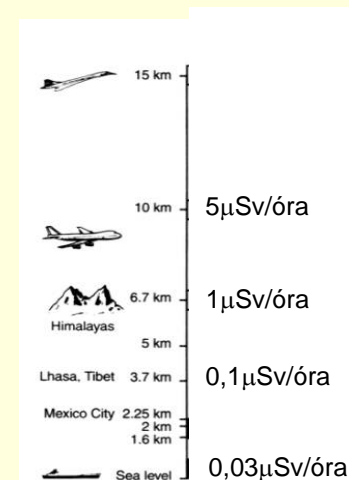 15 km
10 km 5μSv/óra
6.7 km 1μSv/óra
Himalayas
5 km
Lhasa, Tibet 3.7 km 0,1μSv/óra
Mexico City 2.25 km
2 km
1.6 km
Sea level 0,03μSv/óra